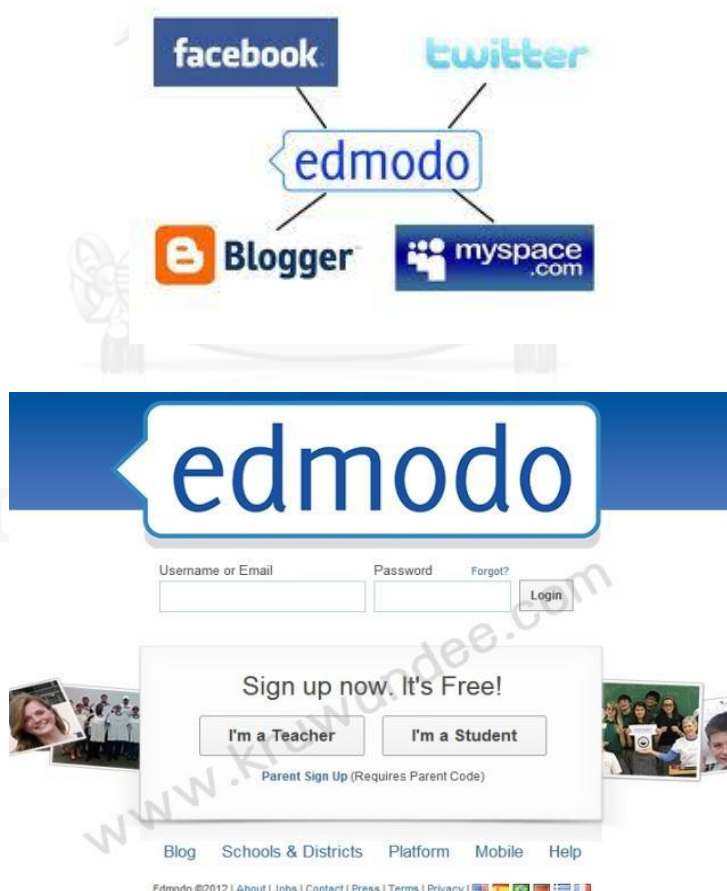 facebook twitter
edmodo
Blogger myspace
.com
edmodo
Username or Email Password Forgot?
Login
Sign up now. It's Free!
I'm a Teacher I'm a Student
Parent Sign Up (Requires Parent Code)
www.kruwundee.com
Blog Schools & Districts Platform Mobile Help
Edmodo ©2012 | About | Jobs | Contact | Press | Terms | Privacy |